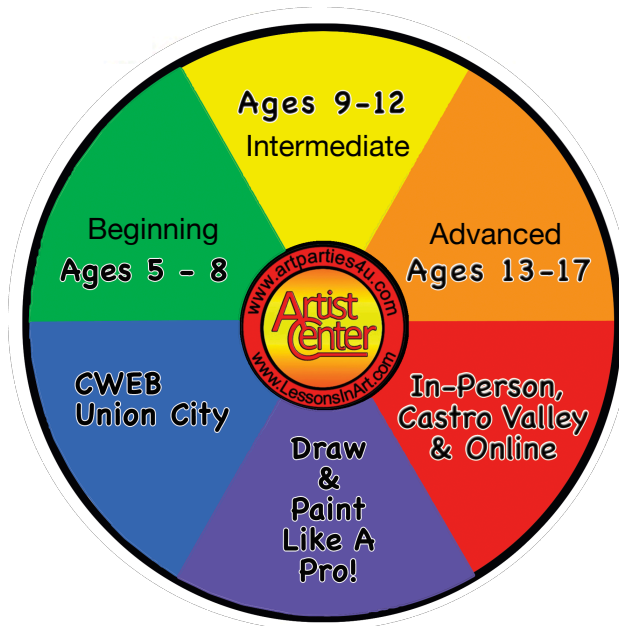 Ages 9-12
Intermediate
Beginning
Ages 5 - 8
Advanced
Ages 13-17
www.artparties4u.com
Artist
Center
www.LessonsInArt.com
CWEB
Union City
In-Person,
Castro Valley
& Online
Draw
&
Paint
Like A
Pro!